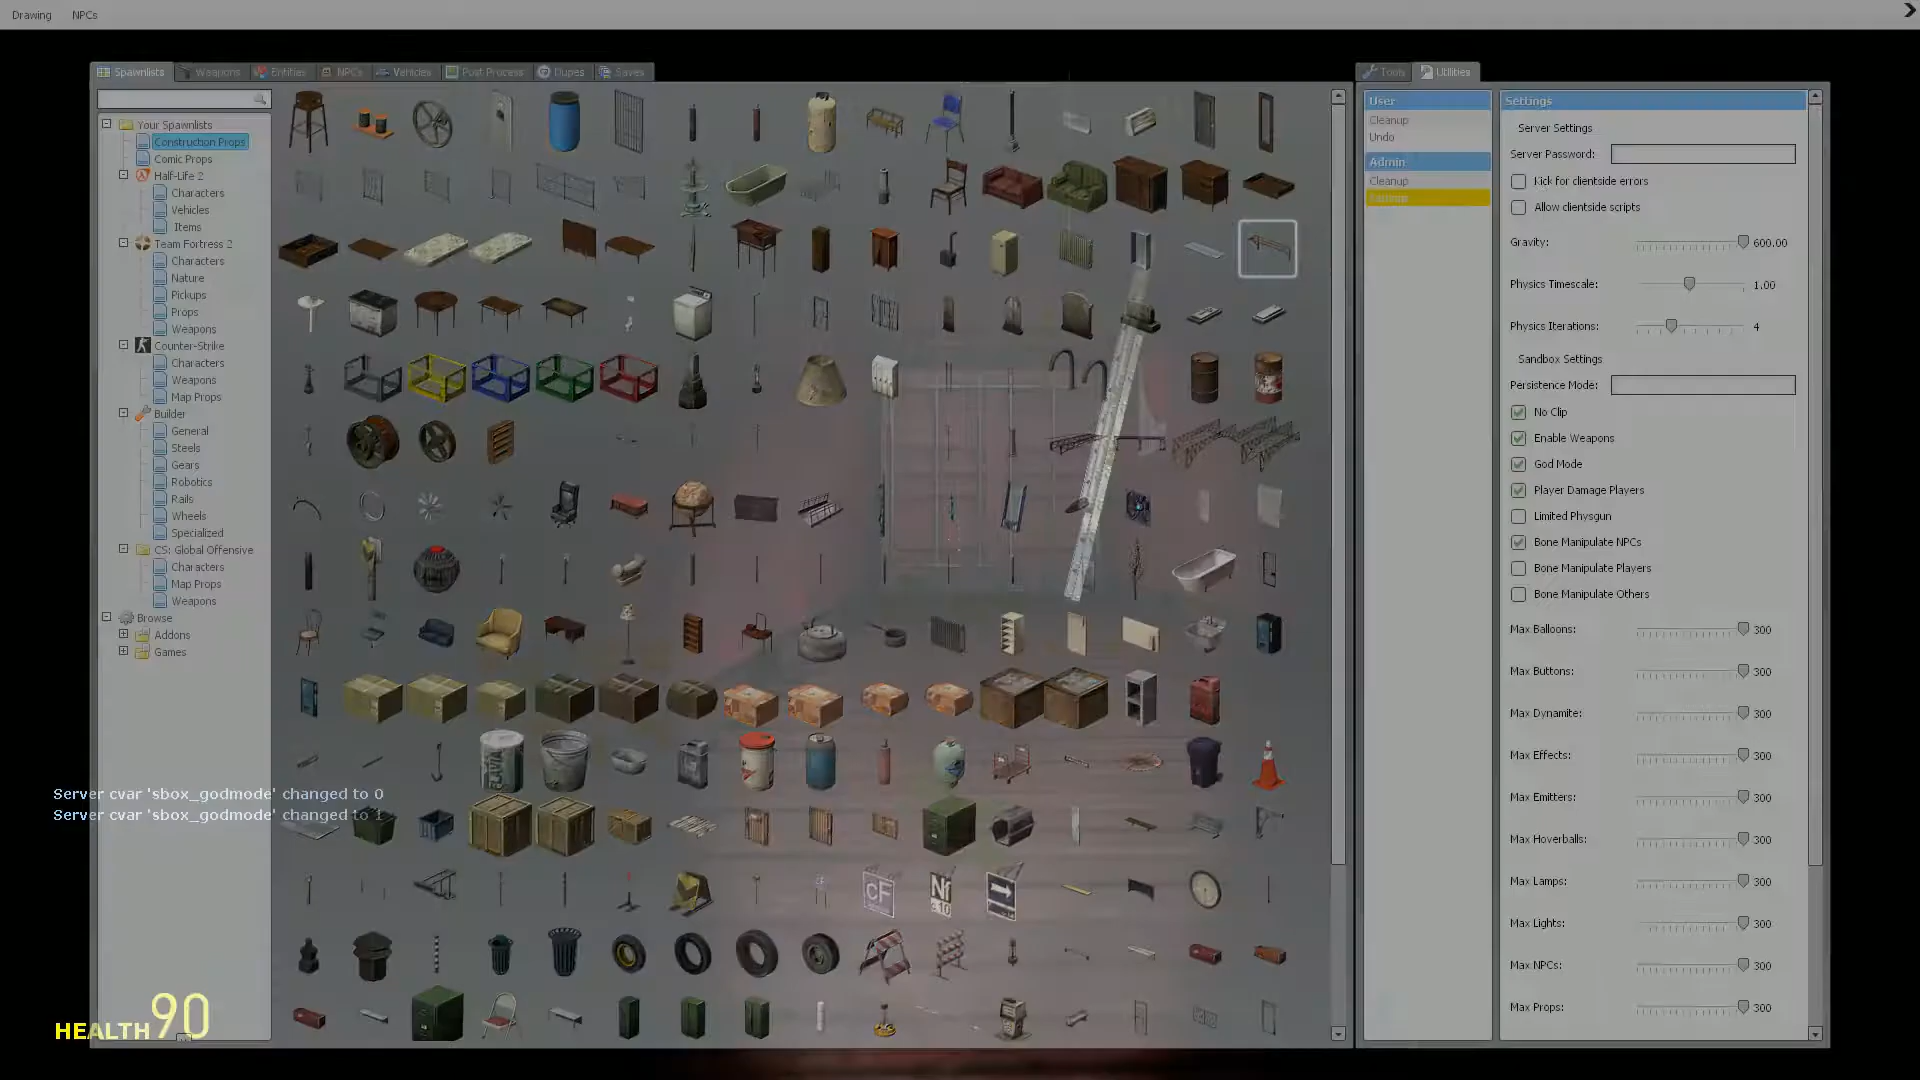 Drawing NPCs
Spawnlists Weapons Entities NPCs Vehicles Post Process Dupes Saves
Your Spawnlists
Construction Props
Comic Props
Half-Life 2
Characters
Vehicles
Items
Team Fortress 2
Characters
Nature
Pickups
Props
Weapons
Counter-Strike
Characters
Weapons
Map Props
Builder
General
Steels
Gears
Robotics
Rails
Wheels
Specialized
CS: Global Offensive
Characters
Map Props
Weapons
Browse
Addons
Games
Server cvar 'sbox_godmode' changed to 0
Server cvar 'sbox_godmode' changed to 1
HEALTH 90
cF
Nf
Tools Utilities
User
Cleanup
Undo
Admin
Cleanup
Settings
Settings
Server Settings
Server Password:
Kick for clientside errors
Allow clientside scripts
Gravity: 600.00
Physics Timescale: 1.00
Physics Iterations: 4
Sandbox Settings
Persistence Mode:
No Clip
Enable Weapons
God Mode
Player Damage Players
Limited Physgun
Bone Manipulate NPCs
Bone Manipulate Players
Bone Manipulate Others
Max Balloons: 300
Max Buttons: 300
Max Dynamite: 300
Max Effects: 300
Max Emitters: 300
Max Hoverballs: 300
Max Lamps: 300
Max Lights: 300
Max NPCs: 300
Max Props: 300